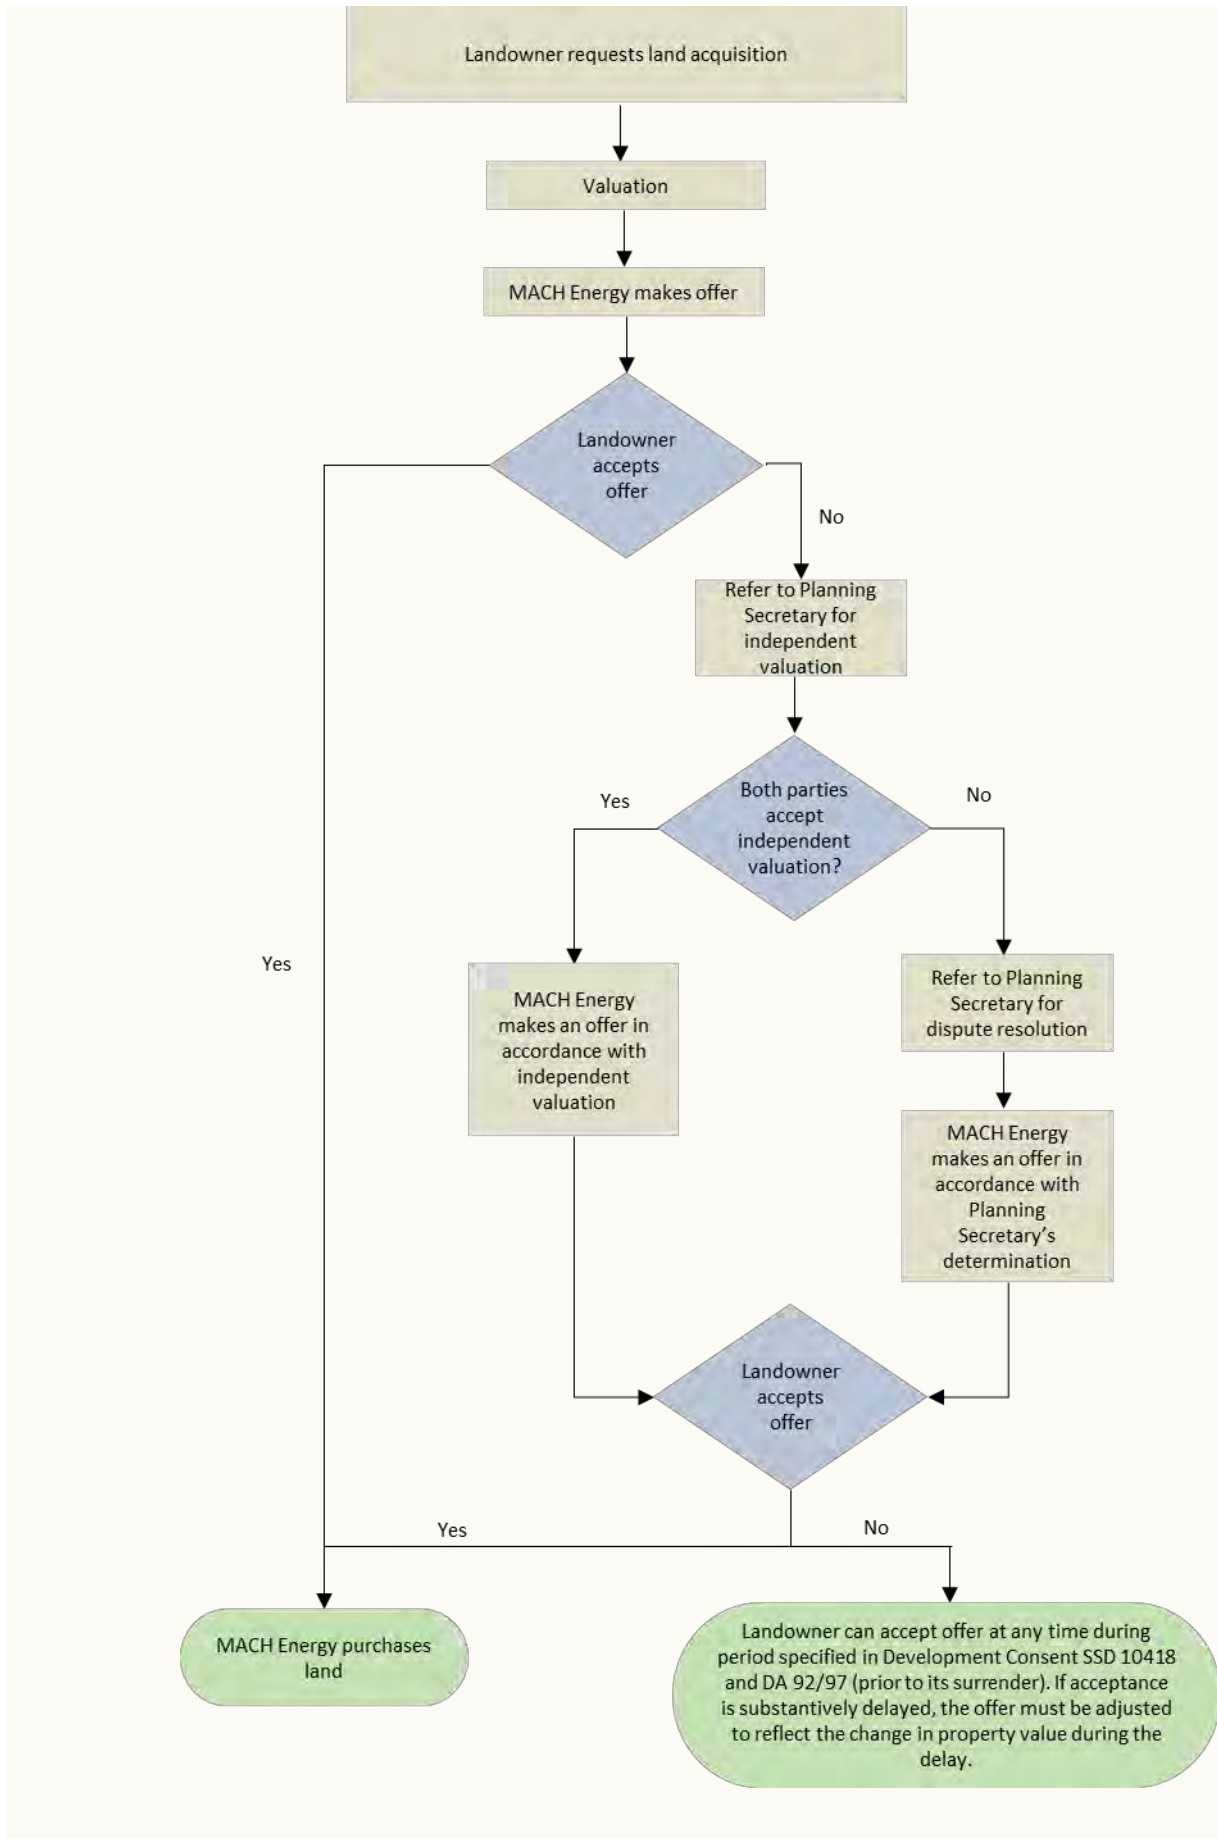 Landowner requests land acquisition
Valuation
MACH Energy makes offer
Landowner
accepts
offer
No
Refer to Planning
Secretary for
independent
valuation
Both parties
accept
independent
valuation?
Yes
No
Yes
MACH Energy
makes an offer in
accordance with
independent
valuation
Refer to Planning
Secretary for
dispute resolution
MACH Energy
makes an offer in
accordance with
Planning
Secretary’s
determination
Landowner
accepts
offer
Yes
No
MACH Energy purchases
land
Landowner can accept offer at any time during
period specified in Development Consent SSD 10418
and DA 92/97 (prior to its surrender). If acceptance
is substantively delayed, the offer must be adjusted
to reflect the change in property value during the
delay.